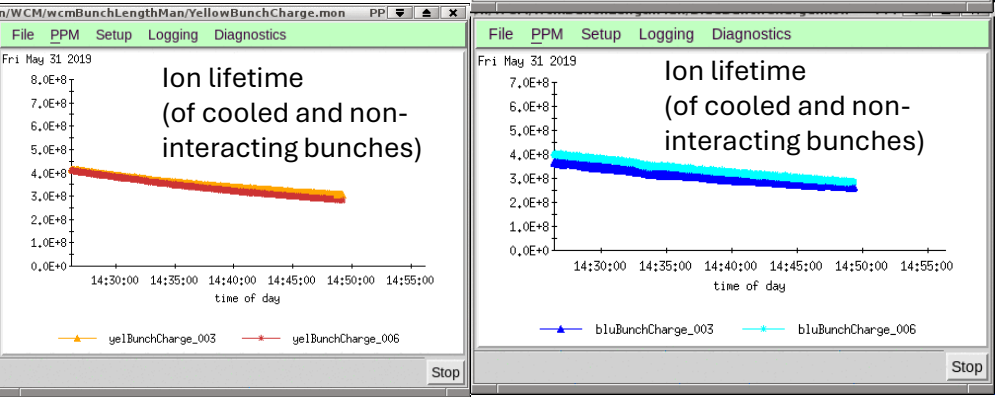 n/WCM/wcmBunchLengthMan/YellowBunchCharge.mon PP
File PPM Setup Logging Diagnostics
Fri May 31 2019
Ion lifetime
(of cooled and non-
interacting bunches)
8.0E+8
7.0E+8
6.0E+8
5.0E+8
4.0E+8
3.0E+8
2.0E+8
1.0E+8
0.0E+0
14:30:00 14:35:00 14:40:00 14:45:00 14:50:00 14:55:00
time of day
yelBunchCharge_003 yelBunchCharge_006
Stop
PP
File PPM Setup Logging Diagnostics
Fri May 31 2019
Ion lifetime
(of cooled and non-
interacting bunches)
7.0E+8
6.0E+8
5.0E+8
4.0E+8
3.0E+8
2.0E+8
1.0E+8
0.0E+0
14:30:00 14:35:00 14:40:00 14:45:00 14:50:00 14:55:00
time of day
bluBunchCharge_003 bluBunchCharge_006
Stop